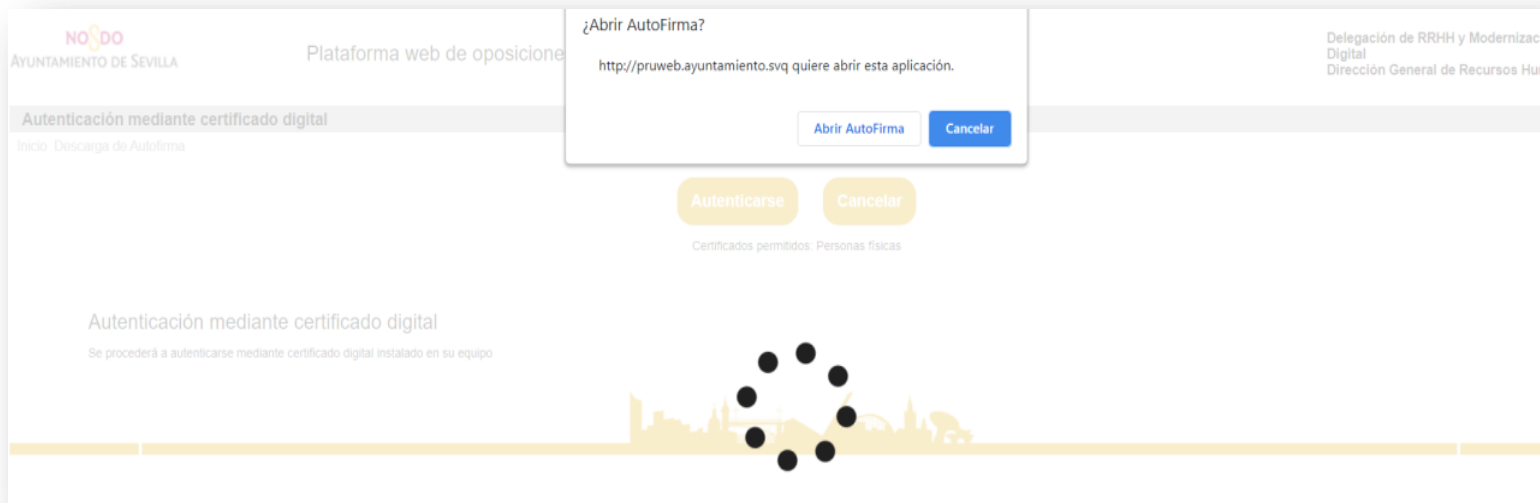 ¿Abrir AutoFirma?
http://pruweb.ayuntamiento.svq quiere abrir esta aplicación.
Abrir AutoFirma
Cancelar
NO8DO
AYUNTAMIENTO DE SEVILLA
Plataforma web de oposicione
Delegación de RRHH y Modernizac
Digital
Dirección General de Recursos Hu
Autenticación mediante certificado digital
Inicio Descarga de Autofirma
Autenticarse
Cancelar
Certificados permitidos: Personas físicas
Autenticación mediante certificado digital
Se procederá a autenticarse mediante certificado digital instalado en su equipo